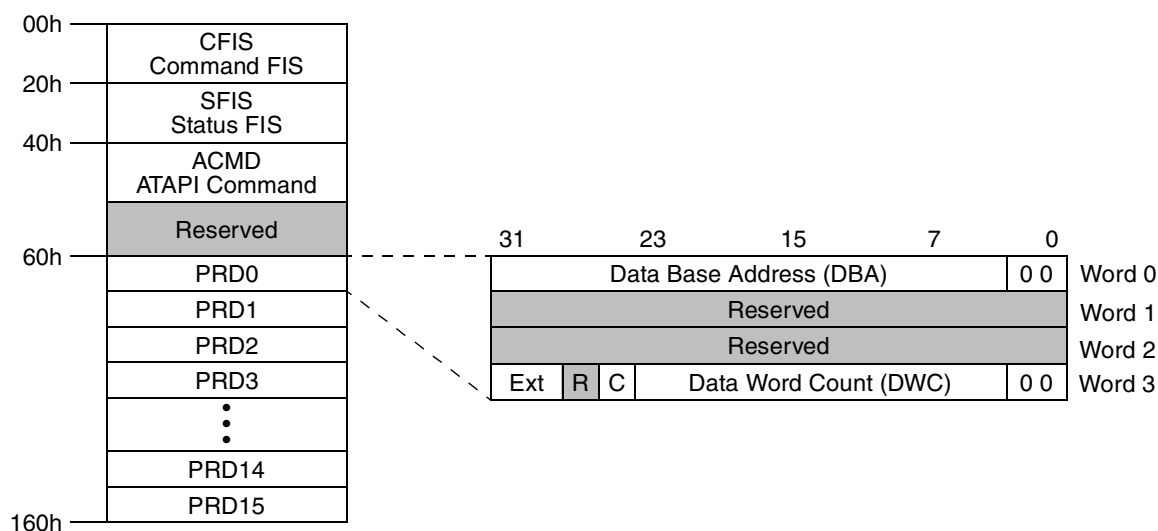 00h
CFIS
Command FIS
20h
SFIS
Status FIS
40h
ACMD
ATAPI Command
Reserved
60h
PRD0
PRD1
PRD2
PRD3
PRD14
PRD15
160h
31 23 15 7 0
Data Base Address (DBA) 0 0 Word 0
Reserved Word 1
Reserved Word 2
Ext R C Data Word Count (DWC) 0 0 Word 3